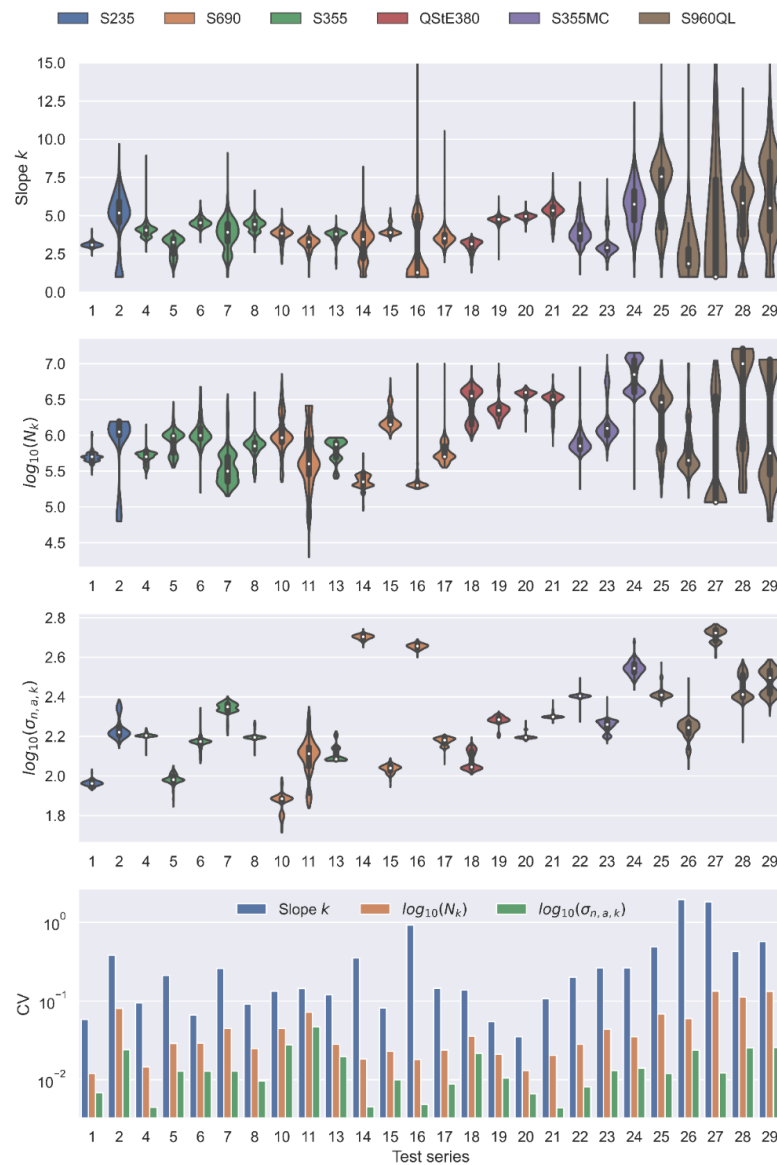 S235 S690 S355 QStE380 S355MC S960QL
15.0
12.5
10.0
7.5
5.0
2.5
0.0
Slope k
1 2 4 5 6 7 8 10 11 13 14 15 16 17 18 19 20 21 22 23 24 25 26 27 28 29
7.0
6.5
6.0
5.5
5.0
4.5
log₁₀(Nₖ)
1 2 4 5 6 7 8 10 11 13 14 15 16 17 18 19 20 21 22 23 24 25 26 27 28 29
2.8
2.6
2.4
2.2
2.0
1.8
log₁₀(σₙ,ₐ,ₖ)
1 2 4 5 6 7 8 10 11 13 14 15 16 17 18 19 20 21 22 23 24 25 26 27 28 29
Slope k log₁₀(Nₖ) log₁₀(σₙ,ₐ,ₖ)
10⁰
10⁻¹
10⁻²
CV
1 2 4 5 6 7 8 10 11 13 14 15 16 17 18 19 20 21 22 23 24 25 26 27 28 29
Test series